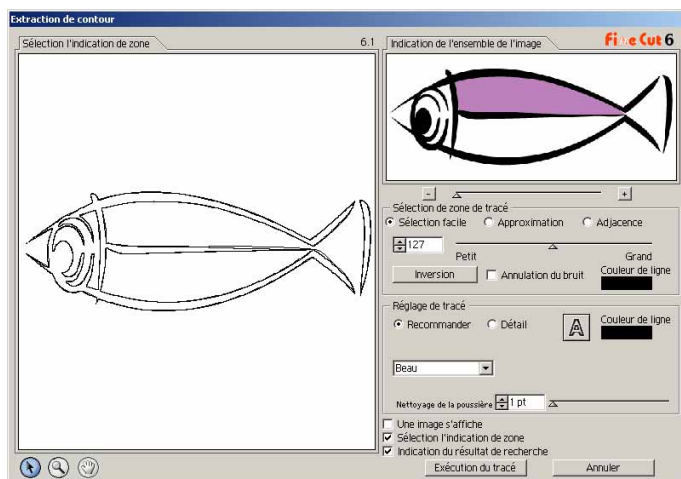 Extraction de contour
Sélection l'indication de zone
6.1
Indication de l'ensemble de l'image
Fine Cut 6
- +
Sélection de zone de tracé
Sélection facile Approximation Adjacence
127
Petit Grand
Inversion Annulation du bruit Couleur de ligne
Réglage de tracé
Recommander Détail A Couleur de ligne
Beau
Nettoyage de la poussière 1 pt
Une image s'affiche
Sélection l'indication de zone
Indication du résultat de recherche
Exécution du tracé Annuler